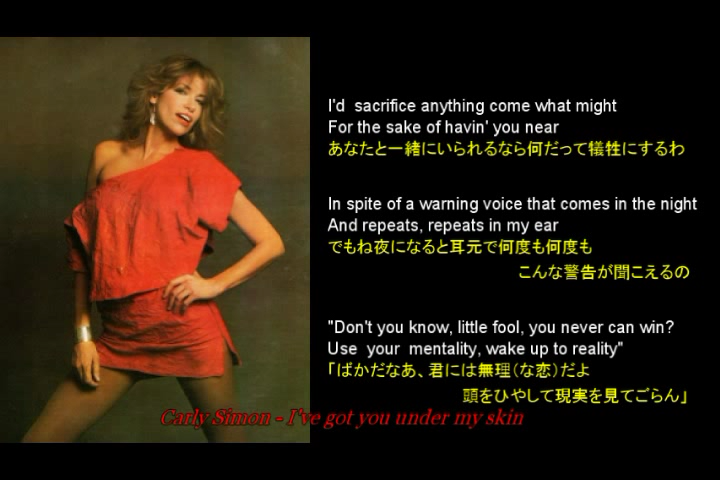 I'd sacrifice anything come what might
For the sake of havin' you near
あなたと一緒にいられるなら何だって犠牲にするわ
In spite of a warning voice that comes in the night
And repeats, repeats in my ear
でもね夜になると耳元で何度も何度も
こんな警告が聞こえるの
"Don't you know, little fool, you never can win?
Use your mentality, wake up to reality"
「ばかだなあ、君には無理(な恋)だよ
頭をひやして現実を見てごらん」
Carly Simon - I've got you under my skin